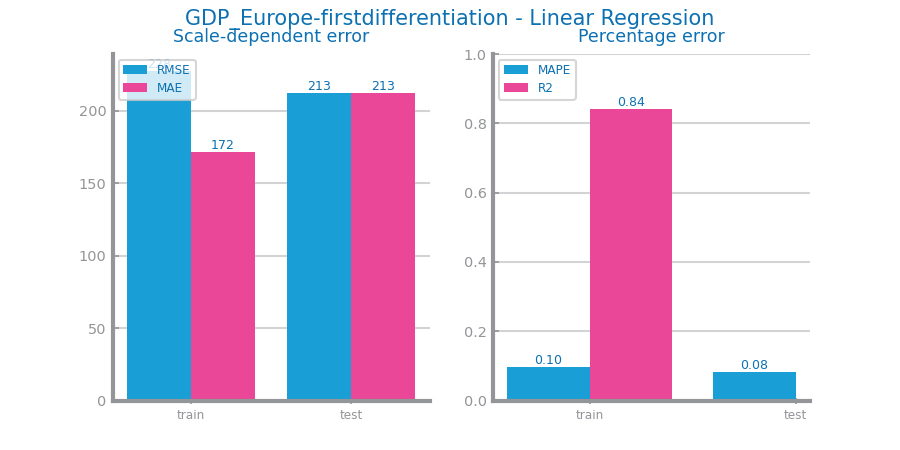 GDP_Europe-firstdifferentiation - Linear Regression
Scale-dependent error
RMSE
MAE
200
150
100
50
0
172
213
213
train
test
Percentage error
MAPE
R2
1.0
0.8
0.6
0.4
0.2
0.0
0.10
0.84
0.08
train
test